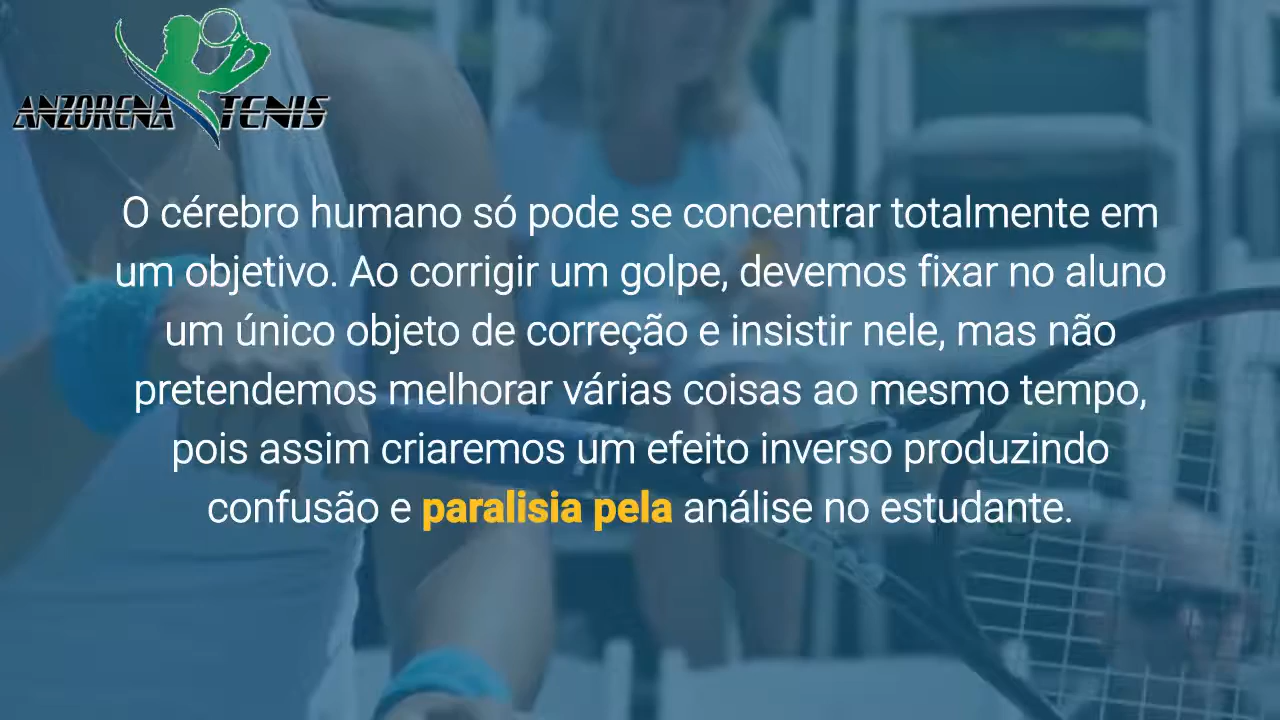 ANZORENA TENIS
O cérebro humano só pode se concentrar totalmente em
um objetivo. Ao corrigir um golpe, devemos fixar no aluno
um único objeto de correção e insistir nele, mas não
pretendemos melhorar várias coisas ao mesmo tempo,
pois assim criaremos um efeito inverso produzindo
confusão e paralisia pela análise no estudante.